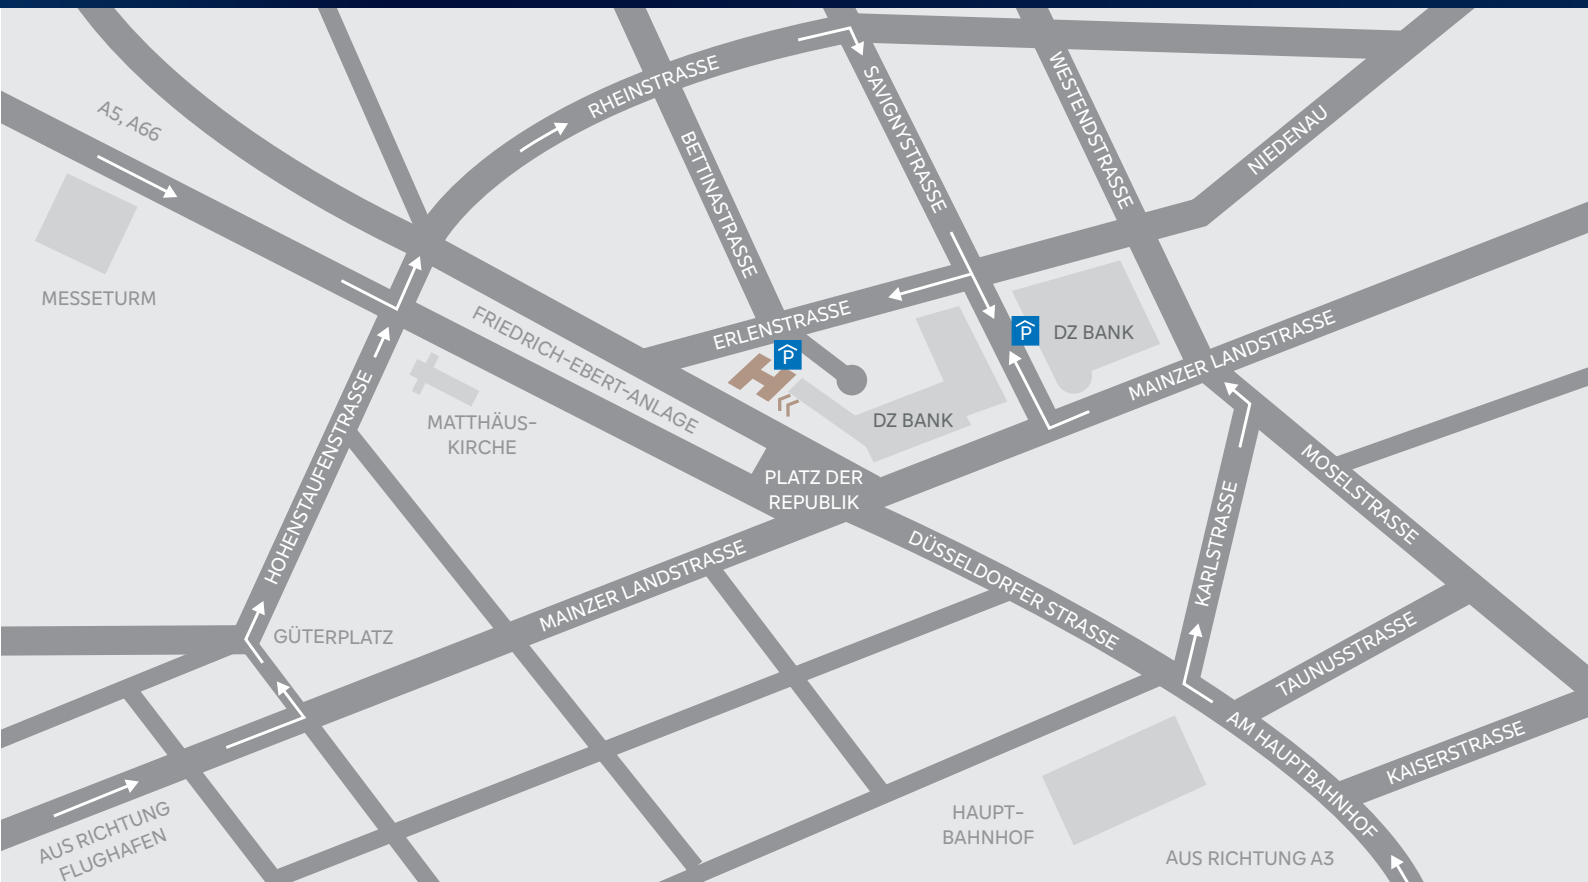 A5, A66
RHEINSTRASSE
SAVIGNYSTRASSE
WESTENDSTRASSE
NIEDENAU
BETTINASTRASSE
MESSETURM
FRIEDRICH-EBERT-ANLAGE
ERLENSTRASSE
P
P
DZ BANK
MAINZER LANDSTRASSE
H
MATTHÄUS-
KIRCHE
DZ BANK
HOHENSTAUFENSTRASSE
PLATZ DER
REPUBLIK
MOSELSTRASSE
KARLSTRASSE
DÜSSELDORFER STRASSE
MAINZER LANDSTRASSE
GÜTERPLATZ
TAUNUSSTRASSE
AM HAUPTBAHNHOF
KAISERSTRASSE
AUS RICHTUNG
FLUGHAFEN
HAUPT-
BAHNHOF
AUS RICHTUNG A3